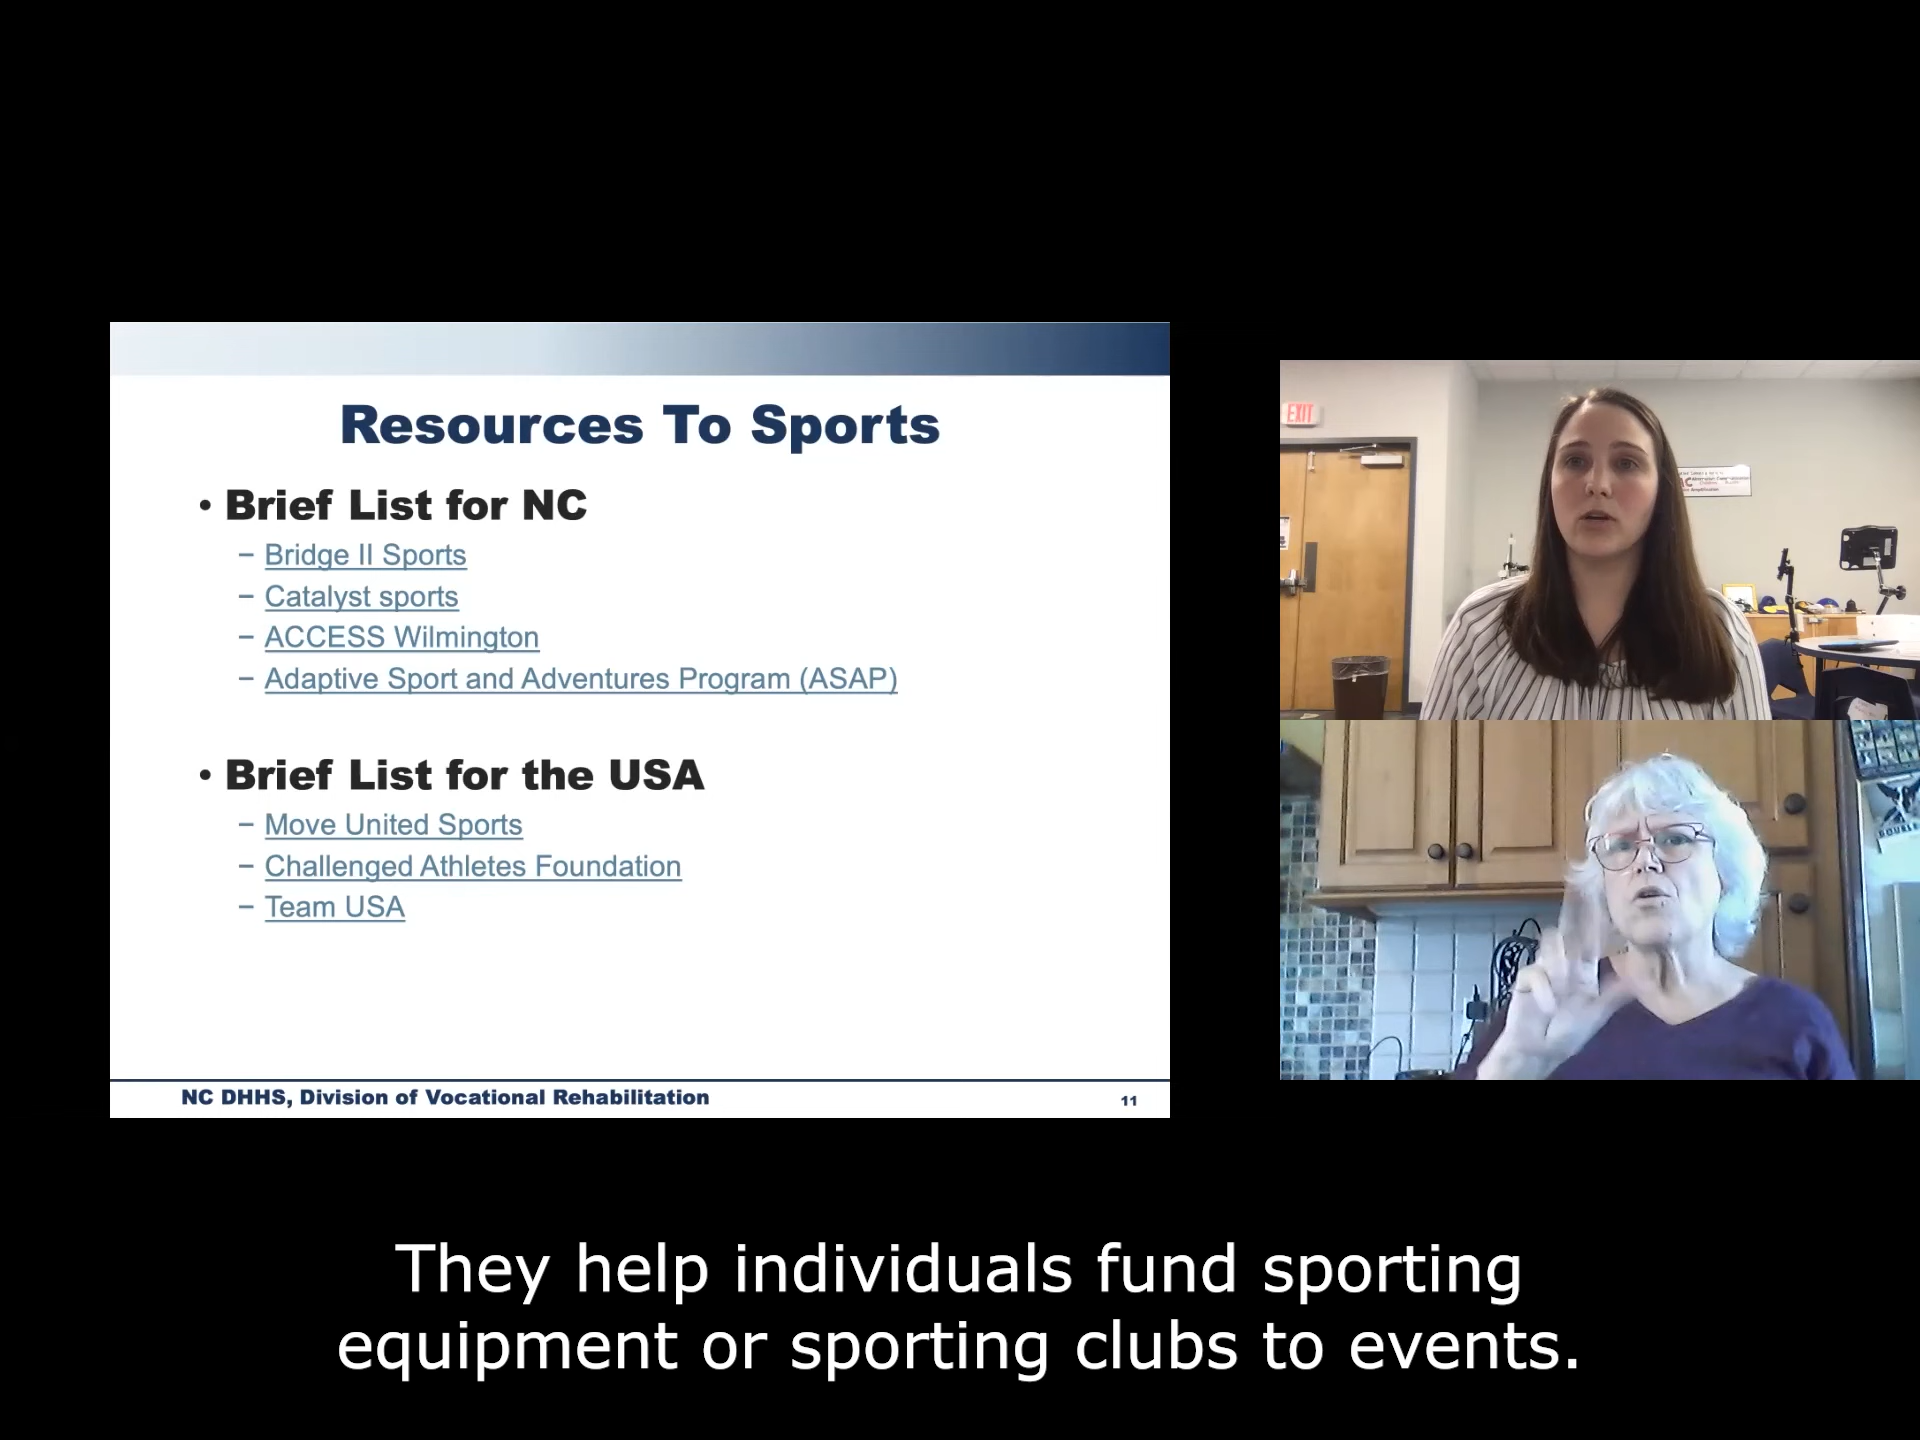 Resources To Sports
• Brief List for NC
– Bridge II Sports
– Catalyst sports
– ACCESS Wilmington
– Adaptive Sport and Adventures Program (ASAP)
• Brief List for the USA
– Move United Sports
– Challenged Athletes Foundation
– Team USA
NC DHHS, Division of Vocational Rehabilitation
11
EXIT
They help individuals fund sporting
equipment or sporting clubs to events.